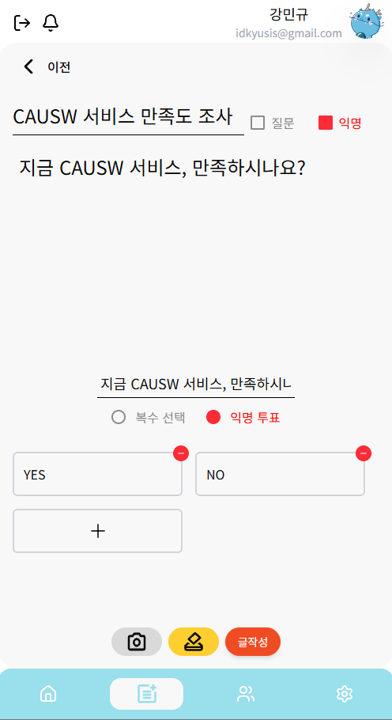 강민규
idkyusis@gmail.com
이전
CAUSW 서비스 만족도 조사
질문
익명
지금 CAUSW 서비스, 만족하시나요?
지금 CAUSW 서비스, 만족하시
복수 선택
익명 투표
YES
NO
글작성